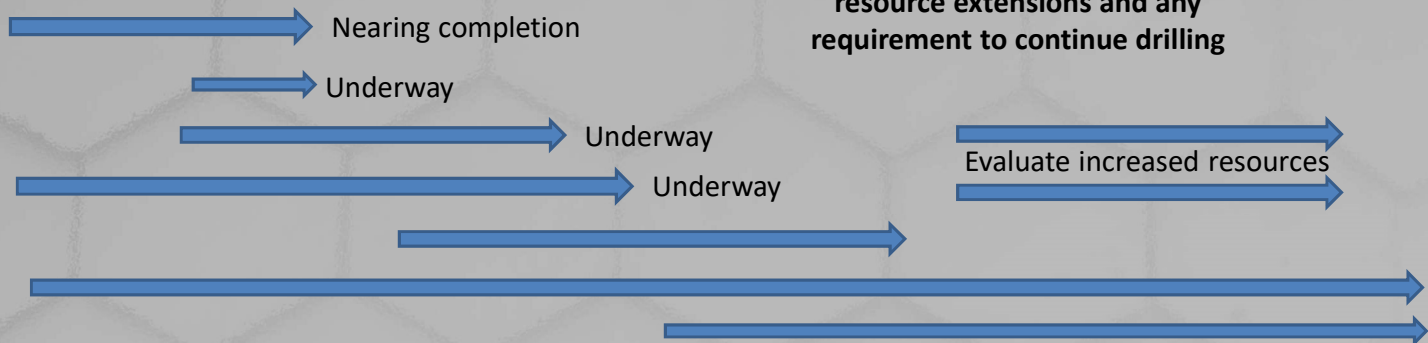 resource extensions and any
requirement to continue drilling
Nearing completion
Underway
Underway
Evaluate increased resources
Underway